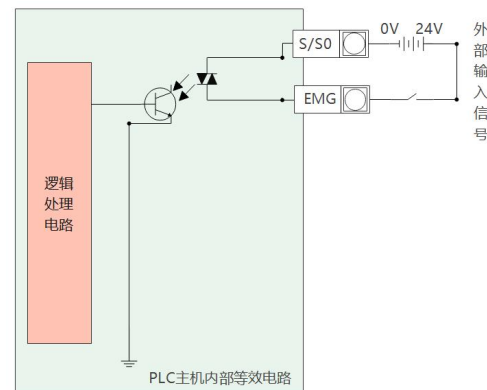 S/S0
0V 24V
EMG
外
部
输
入
信
号
逻辑
处理
电路
PLC主机内部等效电路